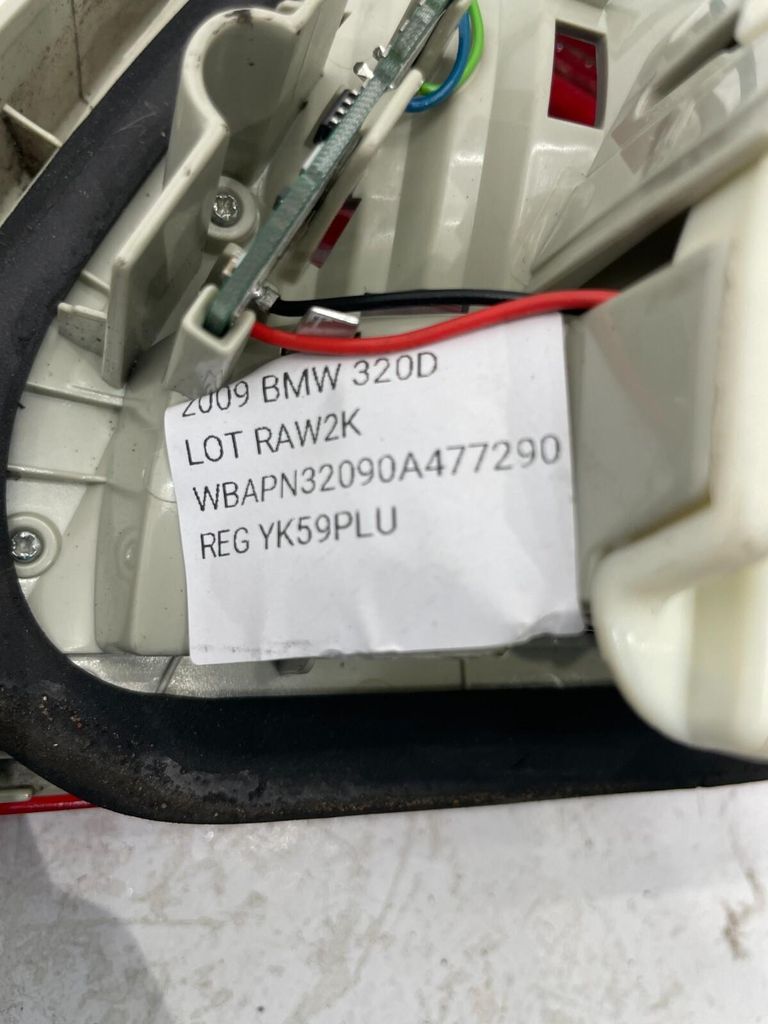 2009 BMW 320D
LOT RAW2K
WBAPN32090A477290
REG YK59PLU